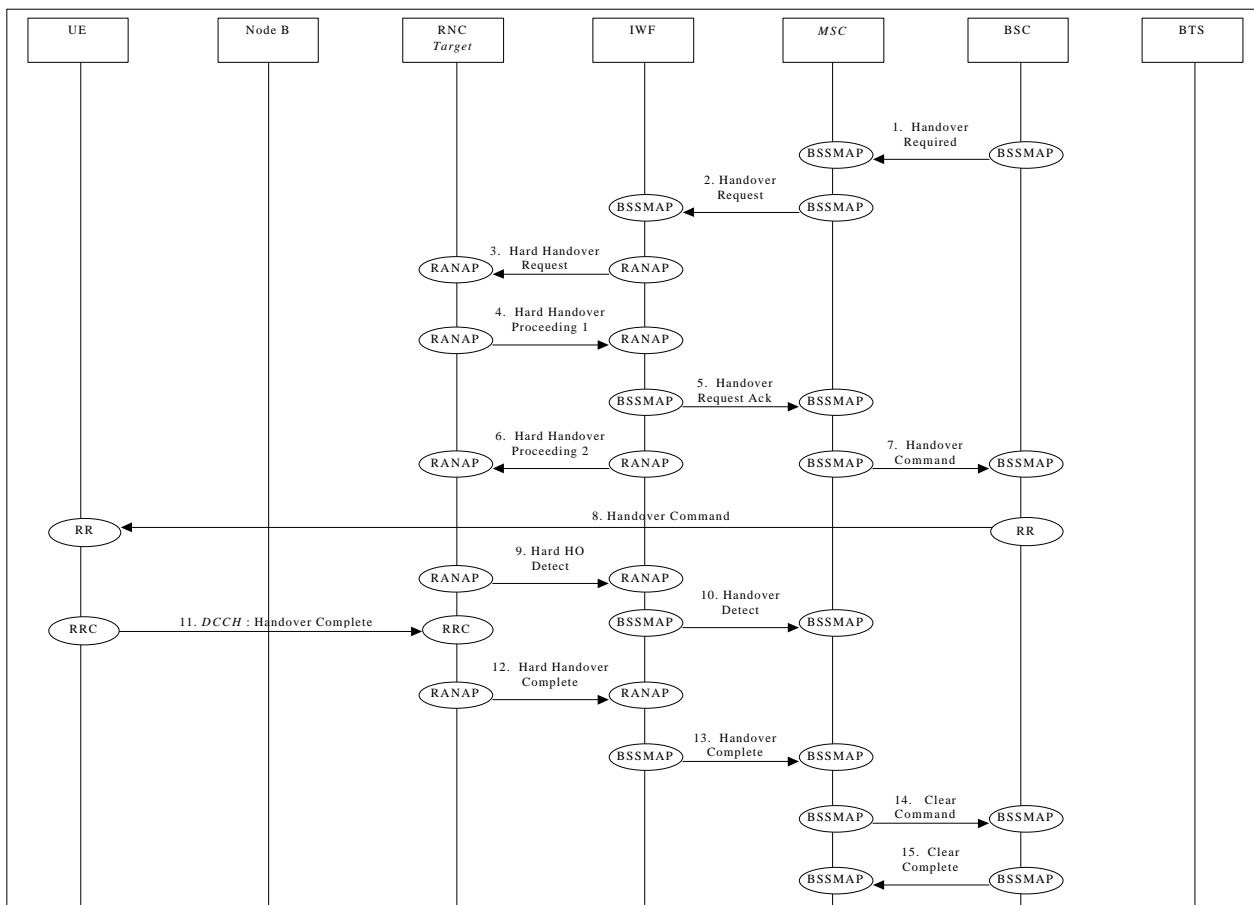 UE
Node B
RNC
Target
IWF
MSC
BSC
BTS
1. Handover
Required
BSSMAP
BSSMAP
2. Handover
Request
BSSMAP
BSSMAP
3. Hard Handover
Request
RANAP
RANAP
4. Hard Handover
Proceeding 1
RANAP
RANAP
5. Handover
Request Ack
BSSMAP
BSSMAP
6. Hard Handover
Proceeding 2
RANAP
RANAP
7. Handover
Command
BSSMAP
BSSMAP
8. Handover Command
RR
RR
9. Hard HO
Detect
RANAP
RANAP
10. Handover
Detect
BSSMAP
BSSMAP
11. DCCH : Handover Complete
RRC
RRC
12. Hard Handover
Complete
RANAP
RANAP
13. Handover
Complete
BSSMAP
BSSMAP
14. Clear
Command
BSSMAP
BSSMAP
15. Clear
Complete
BSSMAP
BSSMAP